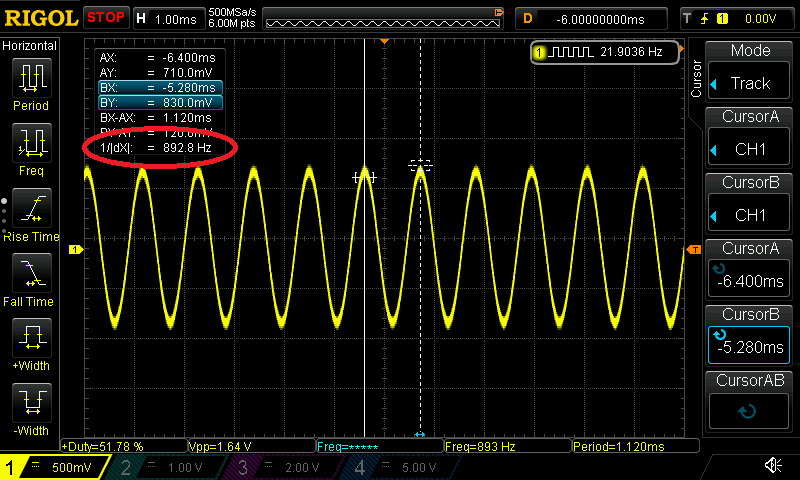 RIGOL STOP H 1.00ms 500MSa/s 6.00M pts D -6.00000000ms T 1 0.00V
Horizontal
Period
Freq
Rise Time
Fall Time
+Width
-Width
AX: = -6.400ms
AY: = 710.0mV
BX: = -5.280ms
BY: = 830.0mV
BX-AX: = 1.120ms
BY-AY: = 120.0mV
1/|dX|: = 892.8 Hz
1 21.9036 Hz
1
T
Cursor
Mode
Track
CursorA
CH1
CursorB
CH1
CursorA
-6.400ms
CursorB
-5.280ms
CursorAB
+Duty=51.78 % Vpp=1.64 V Freq=***** Freq=893 Hz Period=1.120ms
1 = 500mV 2 = 1.00 V 3 = 2.00 V 4 = 5.00 V